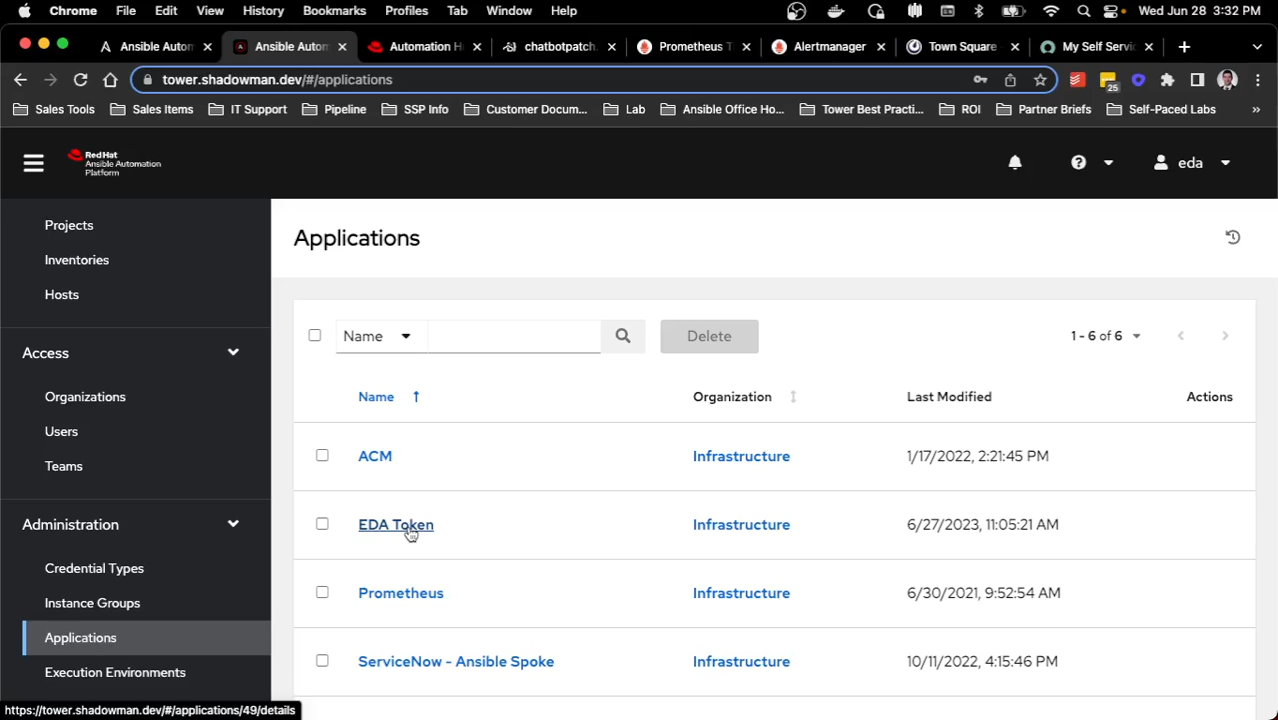 Chrome File Edit View History Bookmarks Profiles Tab Window Help Wed Jun 28 3:32 PM
Ansible Autom Ansible Autom Automation H chatbotpatch. Prometheus T Alertmanager Town Square My Self Servi
tower.shadowman.dev/#/applications 25
Sales Tools Sales Items IT Support Pipeline SSP Info Customer Docum... Lab Ansible Office Ho... Tower Best Practi... ROI Partner Briefs Self-Paced Labs »
Red Hat
Ansible Automation
Platform
eda
Projects
Inventories
Hosts
Access
Organizations
Users
Teams
Administration
Credential Types
Instance Groups
Applications
Execution Environments
Applications
Name Delete 1 - 6 of 6
Name Organization Last Modified Actions
ACM Infrastructure 1/17/2022, 2:21:45 PM
EDA Token Infrastructure 6/27/2023, 11:05:21 AM
Prometheus Infrastructure 6/30/2021, 9:52:54 AM
ServiceNow - Ansible Spoke Infrastructure 10/11/2022, 4:15:46 PM
https://tower.shadowman.dev/#/applications/49/details